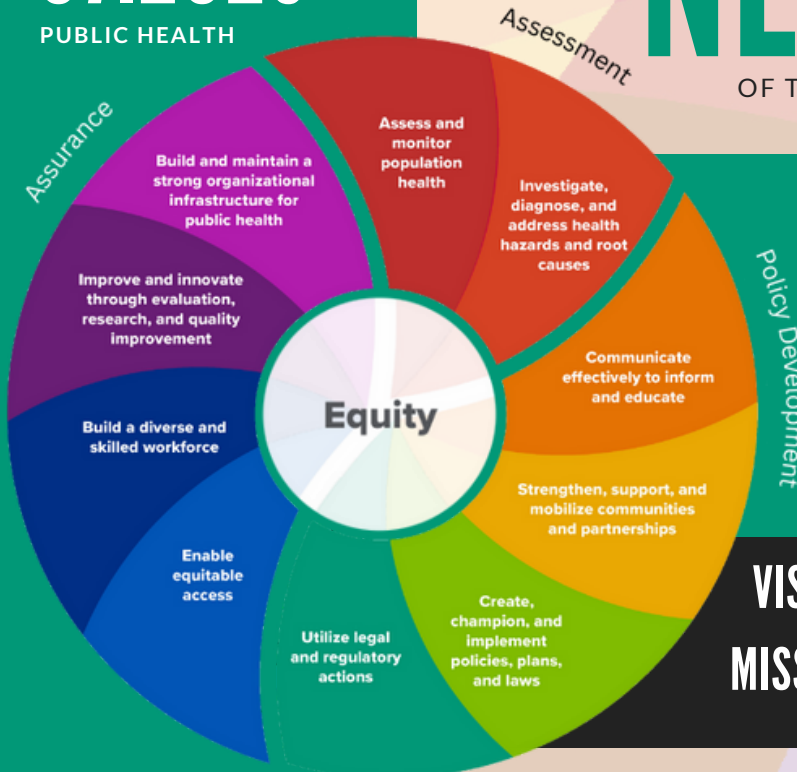 PUBLIC HEALTH
OF T
Assessment
Assurance
Policy Development
Assess and
monitor
population
health
Investigate,
diagnose, and
address health
hazards and root
causes
Communicate
effectively to inform
and educate
Strengthen, support, and
mobilize communities
and partnerships
Create,
champion, and
implement
policies, plans,
and laws
Utilize legal
and regulatory
actions
Enable
equitable
access
Build a diverse and
skilled workforce
Improve and innovate
through evaluation,
research, and quality
improvement
Build and maintain a
strong organizational
infrastructure for
public health
Equity
VIS
MISS